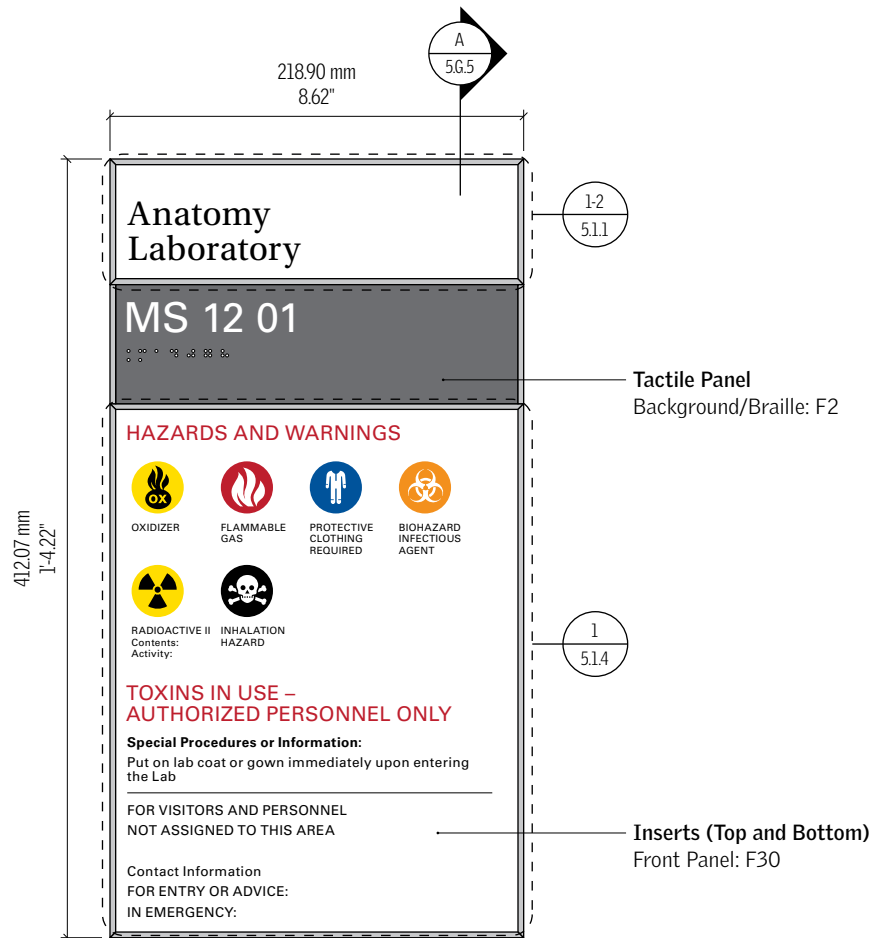 A
5.G.5
218.90 mm
8.62"
412.07 mm
1'-4.22"
Anatomy
Laboratory
1-2
5.1.1
MS 12 01
Tactile Panel
Background/Braille: F2
HAZARDS AND WARNINGS
OX
OXIDIZER
FLAMMABLE
GAS
PROTECTIVE
CLOTHING
REQUIRED
BIOHAZARD
INFECTIOUS
AGENT
RADIOACTIVE II
Contents:
Activity:
INHALATION
HAZARD
1
5.1.4
TOXINS IN USE –
AUTHORIZED PERSONNEL ONLY
Special Procedures or Information:
Put on lab coat or gown immediately upon entering
the Lab
FOR VISITORS AND PERSONNEL
NOT ASSIGNED TO THIS AREA
Inserts (Top and Bottom)
Front Panel: F30
Contact Information
FOR ENTRY OR ADVICE:
IN EMERGENCY: